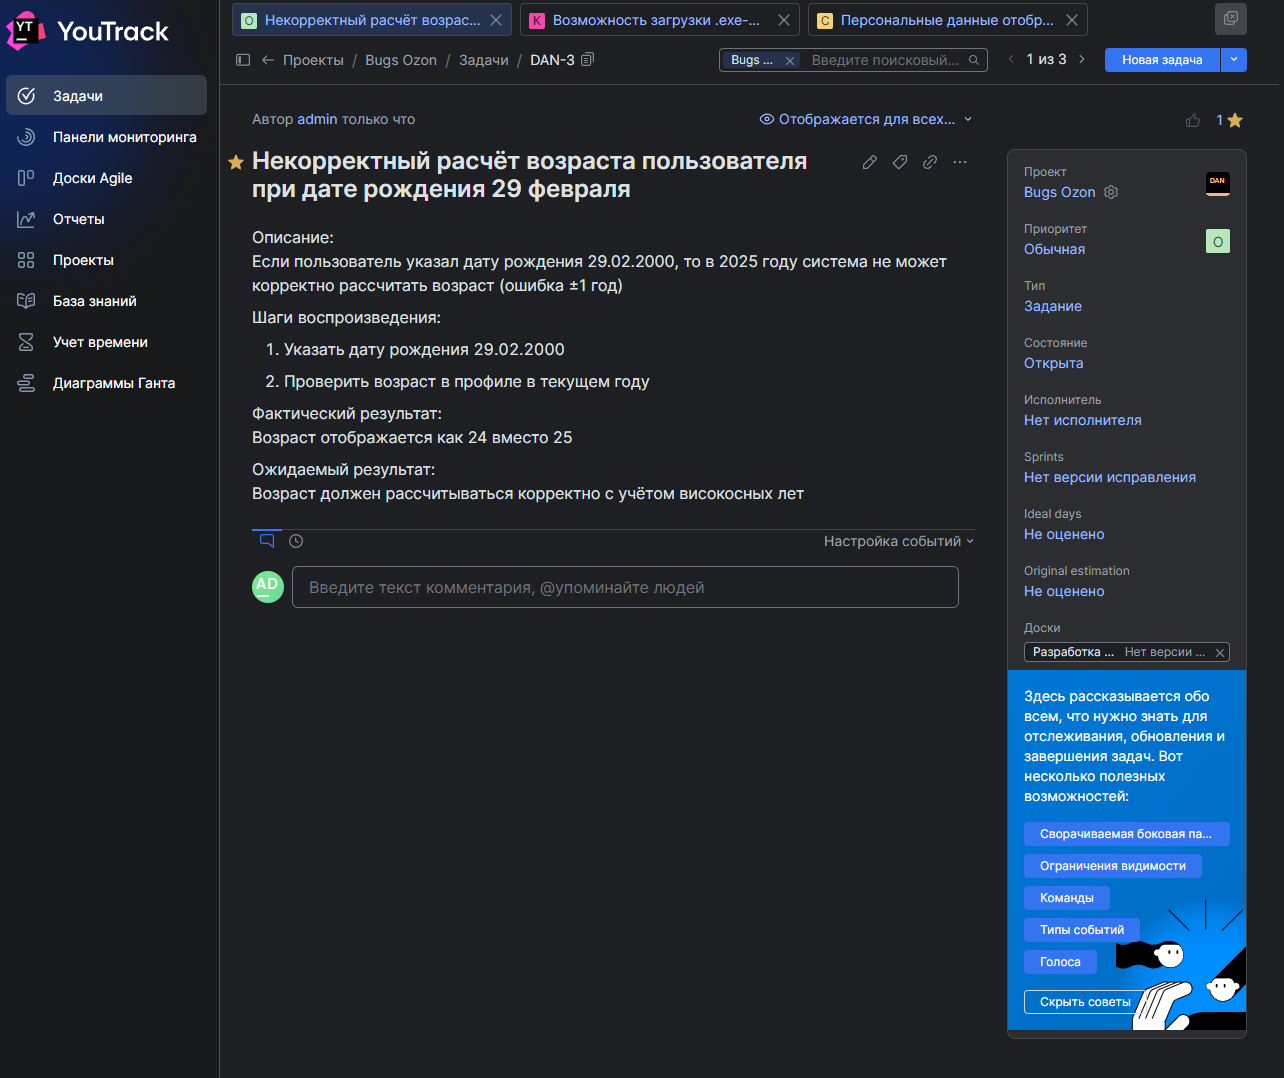 YT
YouTrack
Задачи
Панели мониторинга
Доски Agile
Отчеты
Проекты
База знаний
Учет времени
Диаграммы Ганта
О Некорректный расчёт возрас...
К Возможность загрузки .exe-...
С Персональные данные отобр...
Проекты / Bugs Ozon / Задачи / DAN-3
Bugs ...
Введите поисковый...
1 из 3
Новая задача
Автор admin только что
Отображается для всех...
1
Некорректный расчёт возраста пользователя
при дате рождения 29 февраля
Описание:
Если пользователь указал дату рождения 29.02.2000, то в 2025 году система не может
корректно рассчитать возраст (ошибка ±1 год)
Шаги воспроизведения:
1. Указать дату рождения 29.02.2000
2. Проверить возраст в профиле в текущем году
Фактический результат:
Возраст отображается как 24 вместо 25
Ожидаемый результат:
Возраст должен рассчитываться корректно с учётом високосных лет
Настройка событий
AD
Введите текст комментария, @упоминайте людей
Проект
Bugs Ozon
DAN
Приоритет
Обычная
О
Тип
Задание
Состояние
Открыта
Исполнитель
Нет исполнителя
Sprints
Нет версии исправления
Ideal days
Не оценено
Original estimation
Не оценено
Доски
Разработка ... Нет версии ...
Здесь рассказывается обо
всем, что нужно знать для
отслеживания, обновления и
завершения задач. Вот
несколько полезных
возможностей:
Сворачиваемая боковая па...
Ограничения видимости
Команды
Типы событий
Голоса
Скрыть советы